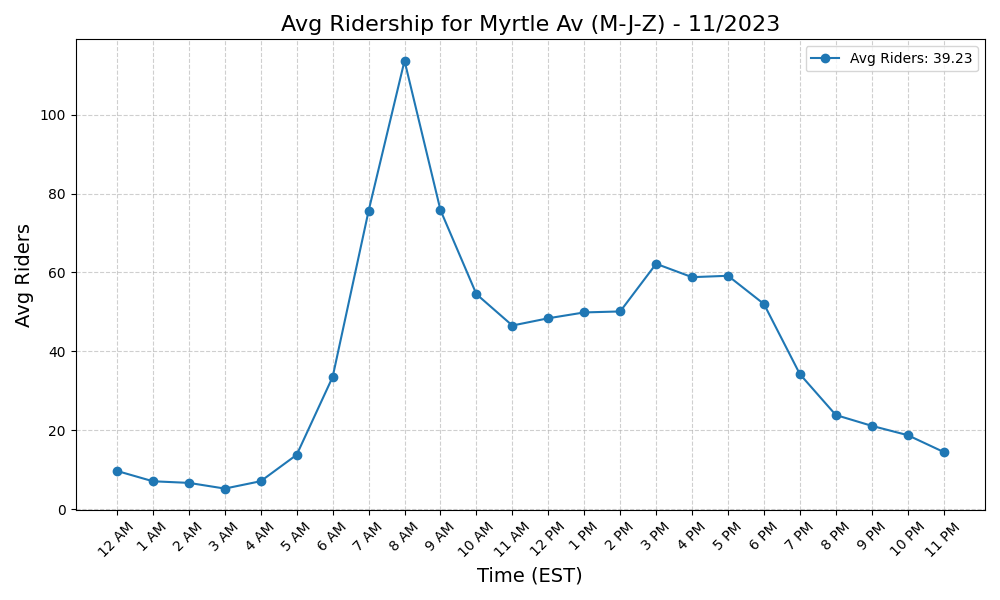 Avg Ridership for Myrtle Av (M-J-Z) - 11/2023
Avg Riders: 39.23
Avg Riders
100
80
60
40
20
0
12 AM
1 AM
2 AM
3 AM
4 AM
5 AM
6 AM
7 AM
8 AM
9 AM
10 AM
11 AM
12 PM
1 PM
2 PM
3 PM
4 PM
5 PM
6 PM
7 PM
8 PM
9 PM
10 PM
11 PM
Time (EST)